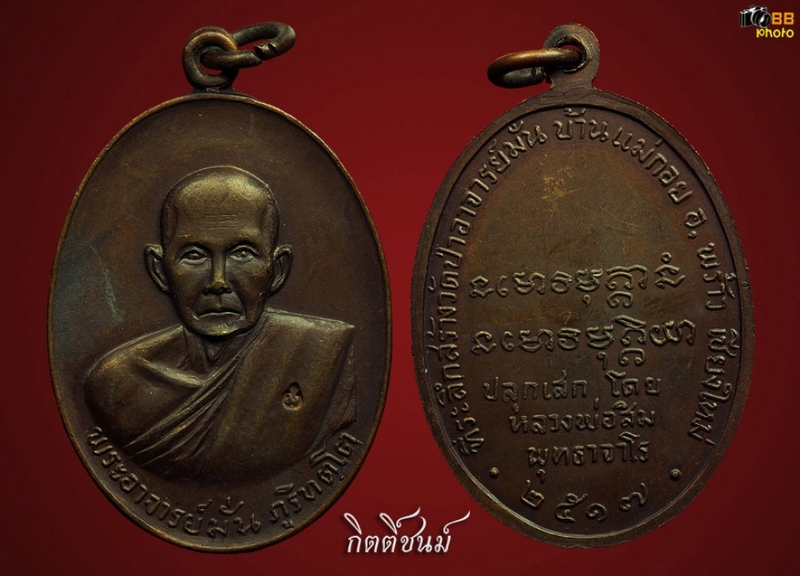 BB
photo
พระอาจารย์มั่น ภูริทตฺโต
ที่ระลึกสร้างวัดป่าอาจารย์มั่น บ้านแม่กอย อ. พร้าว เชียงใหม่
ปลุกเสก โดย
หลวงพ่อสิม
พุทธาจาโร
๒๕๑๗
กิตติ์ชนม์